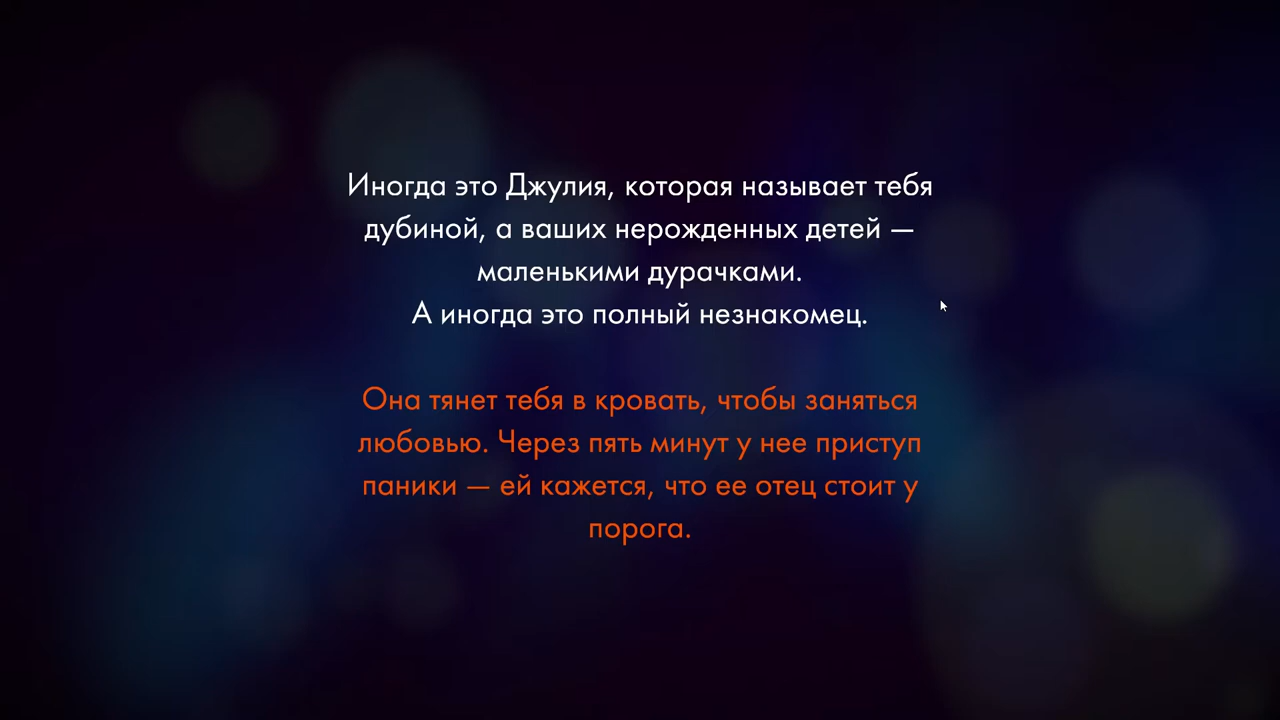 Иногда это Джулия, которая называет тебя
дубиной, а ваших нерожденных детей —
маленькими дурачками.
А иногда это полный незнакомец.
Она тянет тебя в кровать, чтобы заняться
любовью. Через пять минут у нее приступ
паники — ей кажется, что ее отец стоит у
порога.